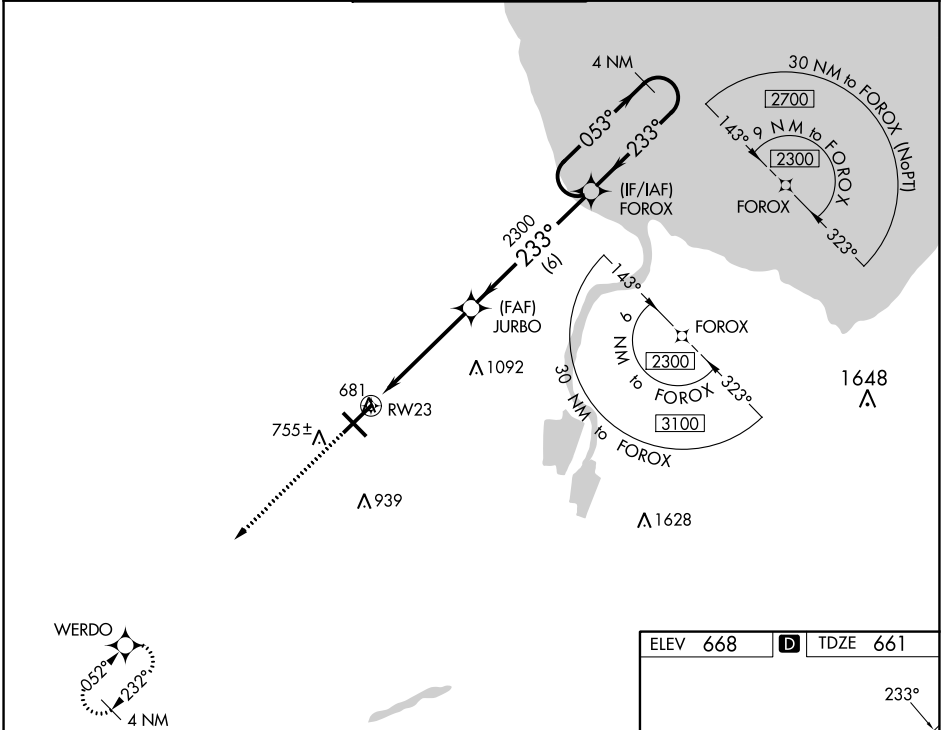 4 NM
053°
233°
(IF/IAF)
FOROX
2300
233°
(6)
(FAF)
JURBO
30 NM to FOROX (NoPT)
2700
143°
9 NM to FOROX
2300
FOROX
323°
143°
FOROX
9 NM to FOROX
2300
323°
30 NM to FOROX
3100
1092
681
RW23
755±
939
1648
1628
WERDO
052°
232°
4 NM
ELEV 668 D TDZE 661
233°